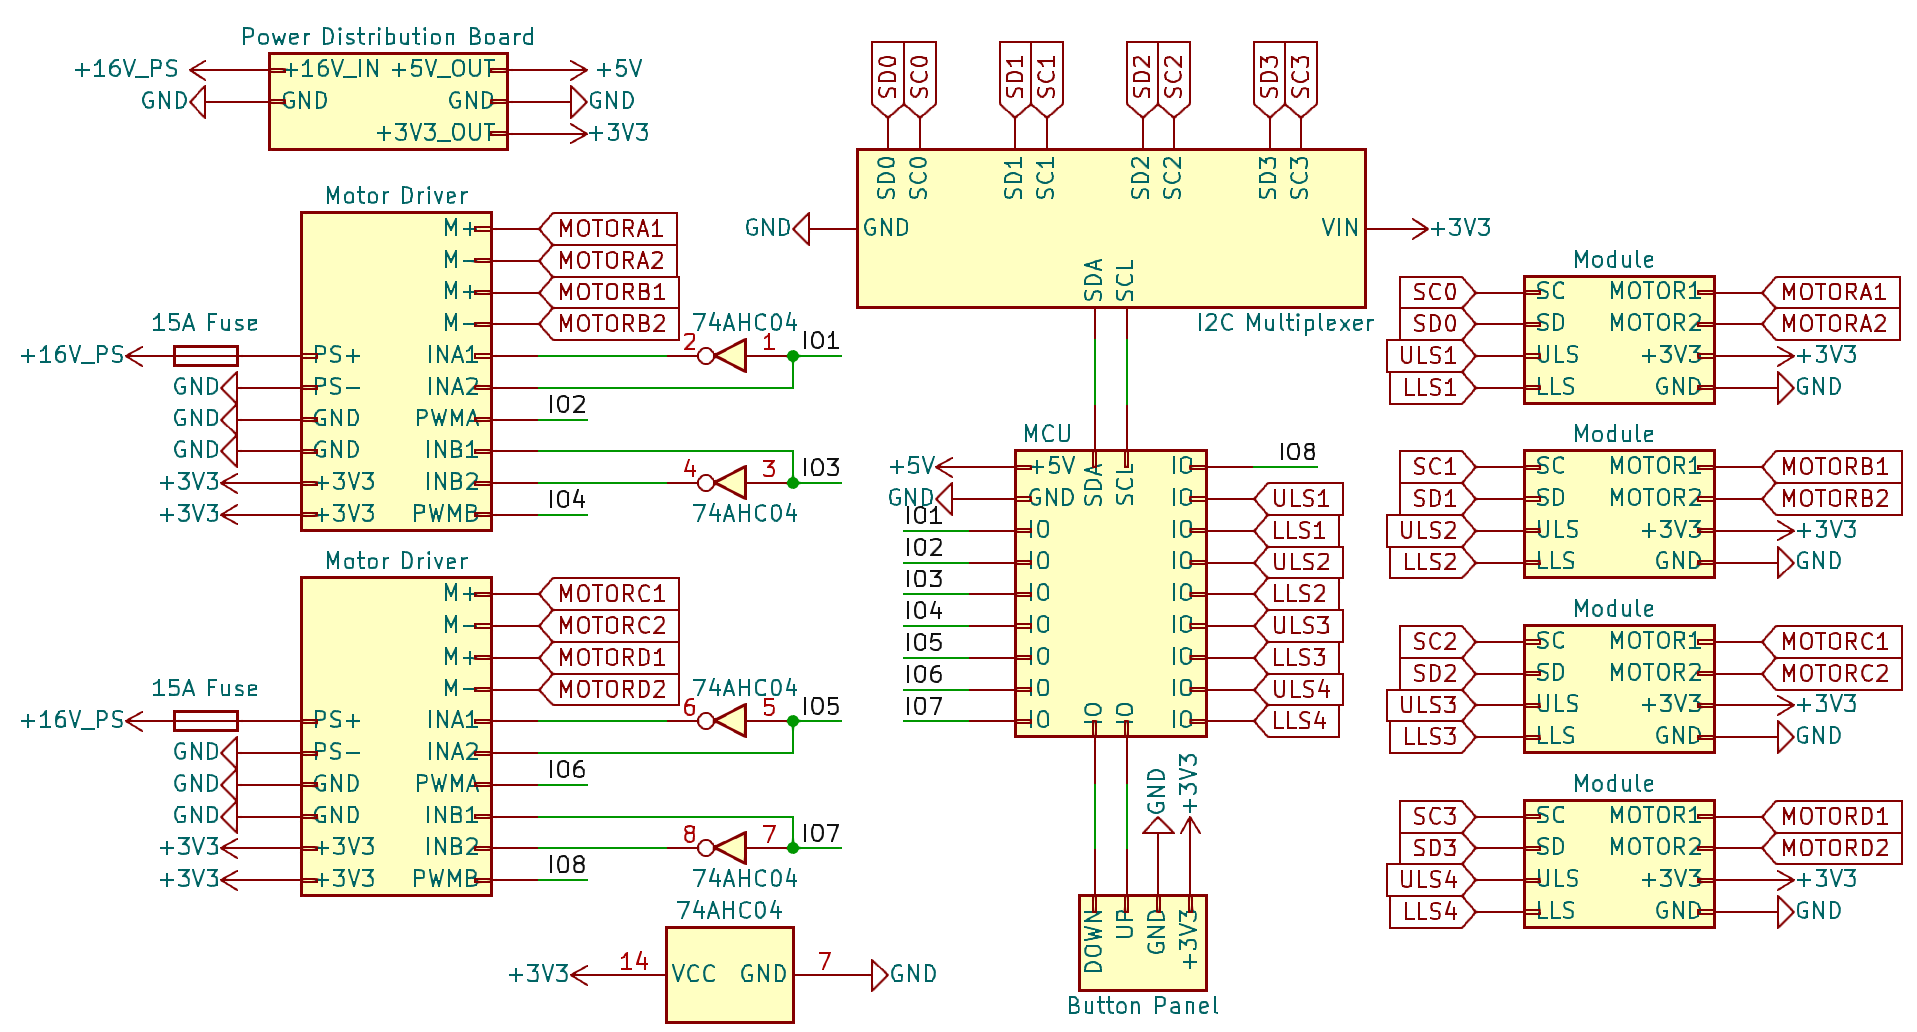 Power Distribution Board
+16V_PS +16V_IN +5V_OUT +5V
GND GND GND GND
+3V3_OUT +3V3
Motor Driver
M+ MOTORA1
M- MOTORA2
M+ MOTORB1
M- MOTORB2
15A Fuse
74AHC04
+16V_PS PS+ INA1 2 1 IO1
GND PS- INA2
GND GND PWMA IO2
GND GND INB1
+3V3 +3V3 INB2 4 3 IO3
+3V3 +3V3 PWMB IO4
74AHC04
Motor Driver
M+ MOTORC1
M- MOTORC2
M+ MOTORD1
M- MOTORD2
15A Fuse
74AHC04
+16V_PS PS+ INA1 6 5 IO5
GND PS- INA2
GND GND PWMA IO6
GND GND INB1
+3V3 +3V3 INB2 8 7 IO7
+3V3 +3V3 PWMB IO8
74AHC04
74AHC04
+3V3 14 VCC GND 7 GND
SD0 SC0 SD1 SC1 SD2 SC2 SD3 SC3
SD0 SC0 SD1 SC1 SD2 SC2 SD3 SC3
GND GND VIN +3V3
SDA SCL
I2C Multiplexer
MCU
+5V +5V SDA SCL IO IO8
GND GND IO ULS1
IO1 IO IO LLS1
IO2 IO IO ULS2
IO3 IO IO LLS2
IO4 IO IO ULS3
IO5 IO IO LLS3
IO6 IO IO ULS4
IO7 IO IO IO IO LLS4
GND +3V3
DOWN UP GND +3V3
Button Panel
Module
SC0 SC MOTOR1 MOTORA1
SD0 SD MOTOR2 MOTORA2
ULS1 ULS +3V3 +3V3
LLS1 LLS GND GND
Module
SC1 SC MOTOR1 MOTORB1
SD1 SD MOTOR2 MOTORB2
ULS2 ULS +3V3 +3V3
LLS2 LLS GND GND
Module
SC2 SC MOTOR1 MOTORC1
SD2 SD MOTOR2 MOTORC2
ULS3 ULS +3V3 +3V3
LLS3 LLS GND GND
Module
SC3 SC MOTOR1 MOTORD1
SD3 SD MOTOR2 MOTORD2
ULS4 ULS +3V3 +3V3
LLS4 LLS GND GND